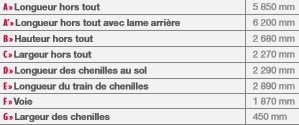 A» Longueur hors tout 5 850 mm
A'» Longueur hors tout avec lame arrière 6 200 mm
B» Hauteur hors tout 2 680 mm
C» Largeur hors tout 2 270 mm
D» Longueur des chenilles au sol 2 290 mm
E» Longueur du train de chenilles 2 890 mm
F» Voie 1 870 mm
G» Largeur des chenilles 450 mm